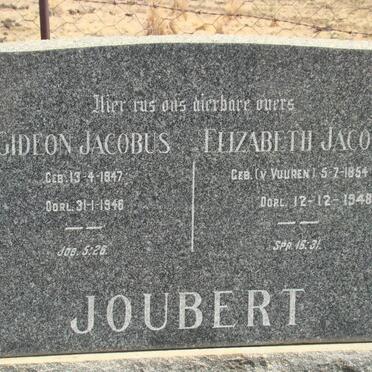 Hier rus ons dierbare ouers
GIDEON JACOBUS
GEB. 13-4-1847
OORL. 31-1-1946
JOB. 5:26.
ELIZABETH JACO
GEB. (V VUUREN) 5-7-1854
OORL. 12-12-1948
SPR. 16:31.
JOUBERT